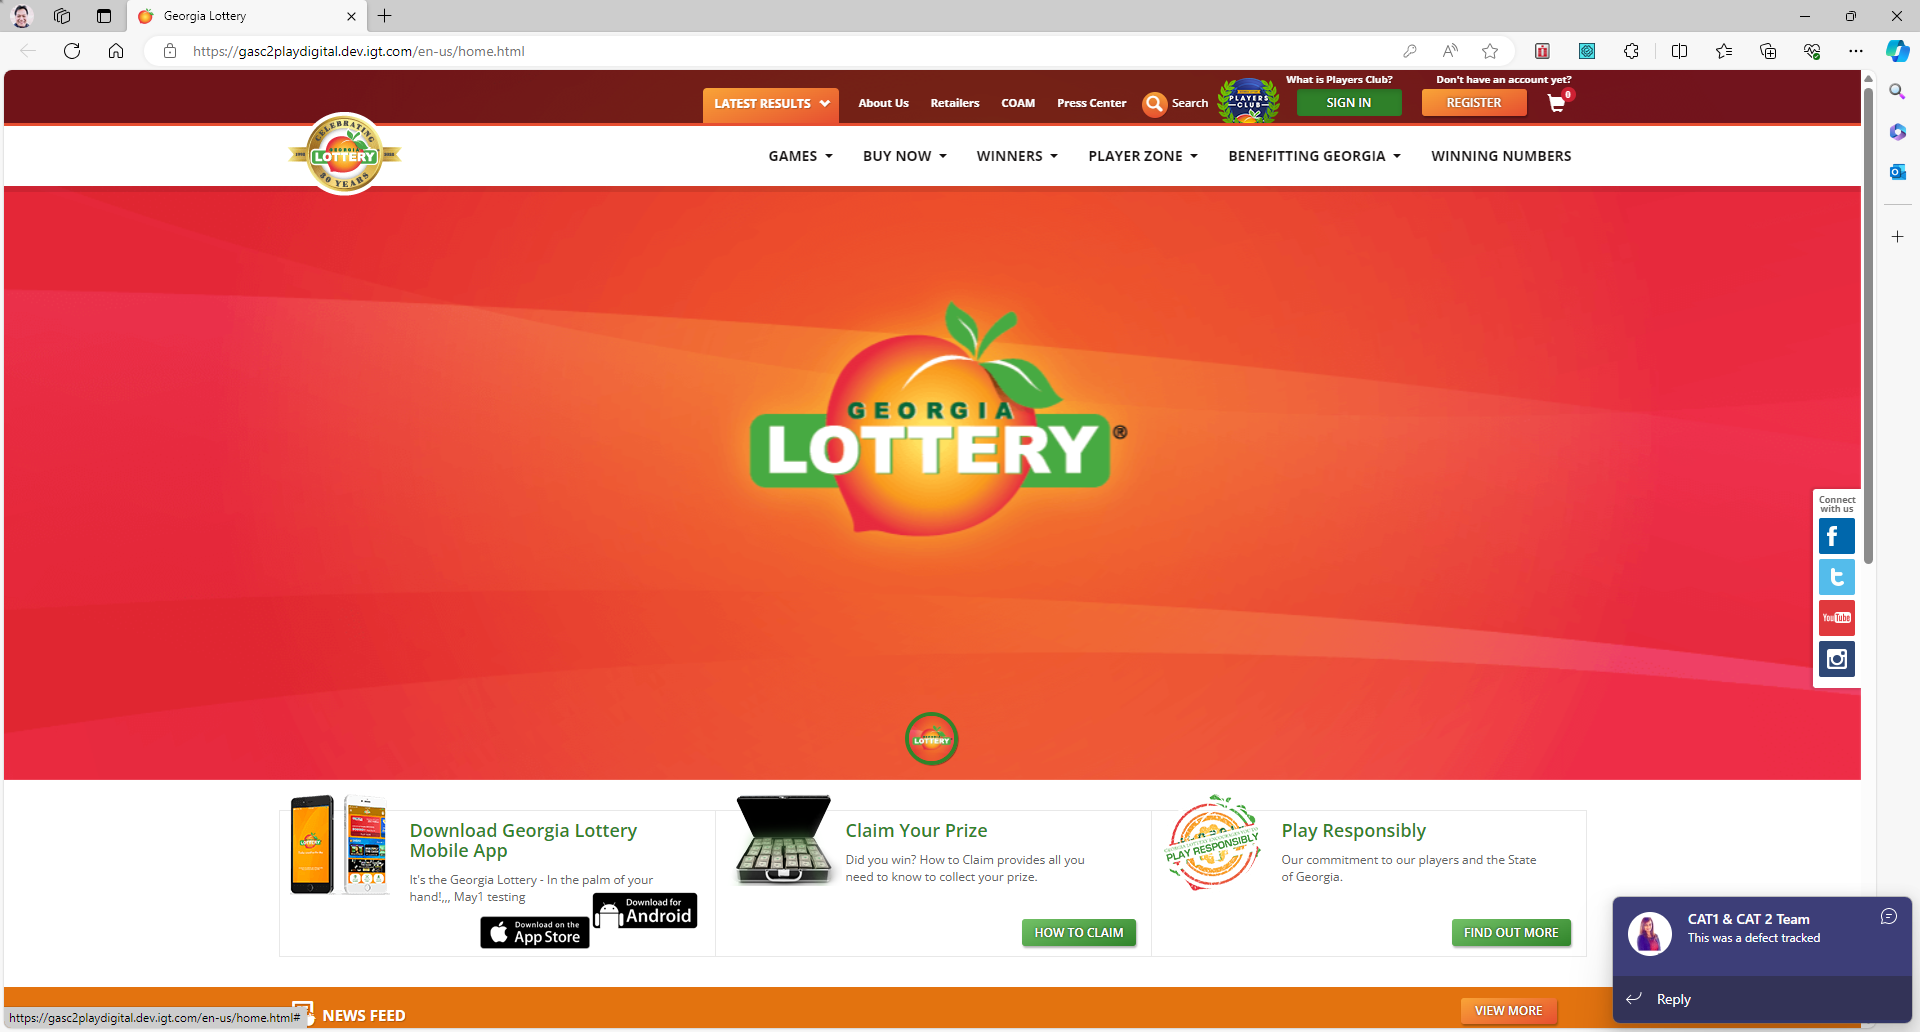 Georgia Lottery
https://gasc2playdigital.dev.igt.com/en-us/home.html
What is Players Club?
Don't have an account yet?
LATEST RESULTS
About Us
Retailers
COAM
Press Center
Search
PLAYERS
CLUB
SIGN IN
REGISTER
0
CELEBRATING
GEORGIA
LOTTERY
30 YEARS
GAMES
BUY NOW
WINNERS
PLAYER ZONE
BENEFITTING GEORGIA
WINNING NUMBERS
GEORGIA
LOTTERY®
Connect
with us
YouTube
LOTTERY
LOTTERY
Download Georgia Lottery
Mobile App
It's the Georgia Lottery - In the palm of your
hand!,,, May1 testing
Download on the
App Store
Download for
Android
Claim Your Prize
Did you win? How to Claim provides all you
need to know to collect your prize.
HOW TO CLAIM
PLAY RESPONSIBLY
Play Responsibly
Our commitment to our players and the State
of Georgia.
FIND OUT MORE
CAT1 & CAT 2 Team
This was a defect tracked
Reply
NEWS FEED
VIEW MORE
https://gasc2playdigital.dev.igt.com/en-us/home.html#